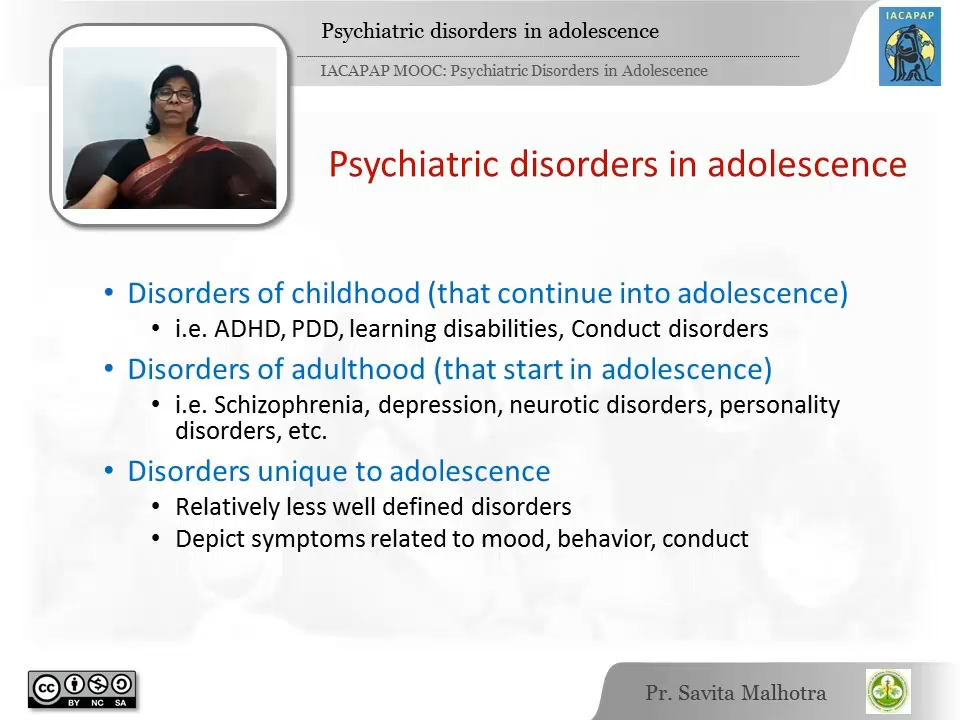 Psychiatric disorders in adolescence
IACAPAP MOOC: Psychiatric Disorders in Adolescence
IACAPAP
Psychiatric disorders in adolescence
• Disorders of childhood (that continue into adolescence)
• i.e. ADHD, PDD, learning disabilities, Conduct disorders
• Disorders of adulthood (that start in adolescence)
• i.e. Schizophrenia, depression, neurotic disorders, personality
disorders, etc.
• Disorders unique to adolescence
• Relatively less well defined disorders
• Depict symptoms related to mood, behavior, conduct
cc
BY NC SA
Pr. Savita Malhotra